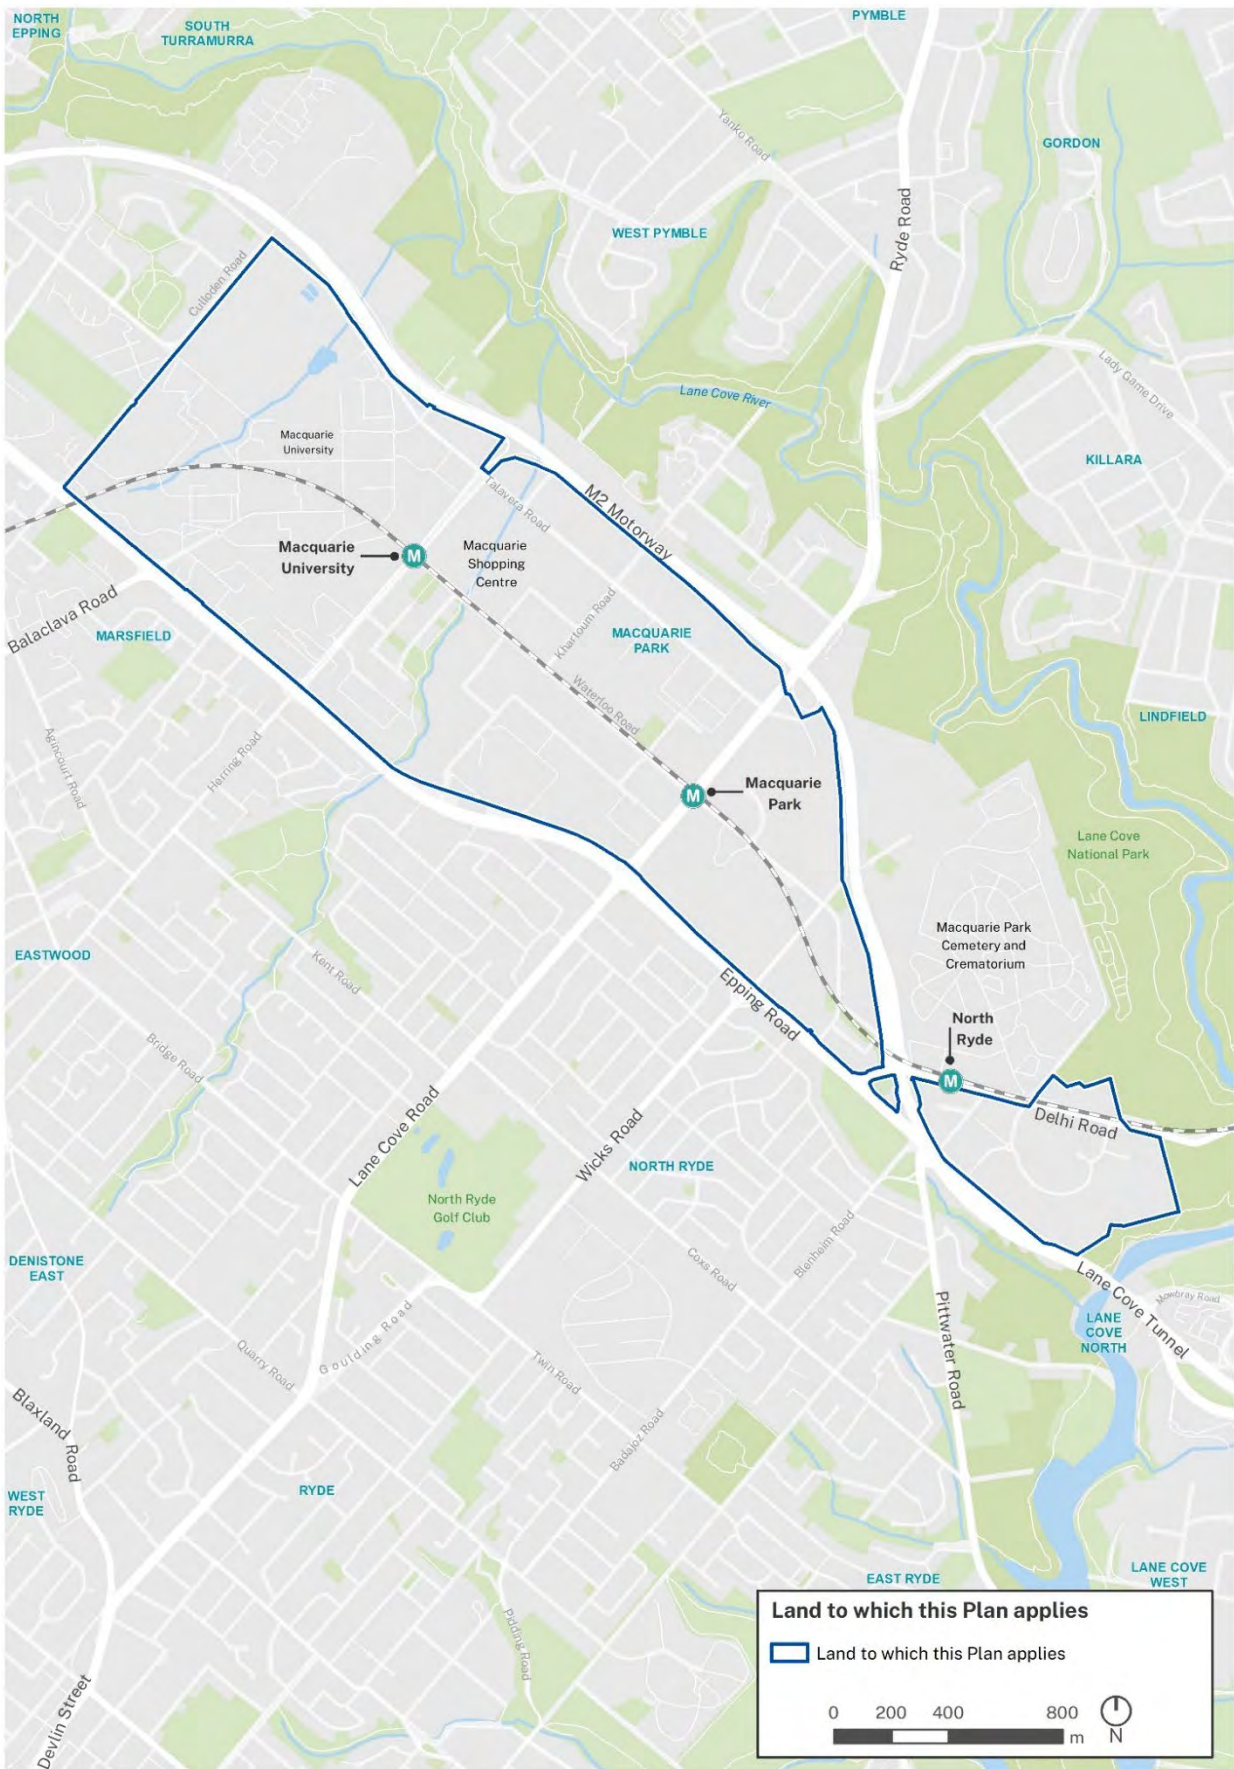 NORTH
EPPING
SOUTH
TURRAMURRA
PYMBLE
Yanko Road
GORDON
Ryde Road
WEST PYMBLE
Culloden Road
Lady Game Drive
Lane Cove River
Macquarie
University
KILLARA
Talavera Road
M2 Motorway
Macquarie
University
M
Macquarie
Shopping
Centre
Balaclava Road
MARSFIELD
Khartoum Road
MACQUARIE
PARK
Waterloo Road
LINDFIELD
Agincourt Road
Herring Road
M
Macquarie
Park
Lane Cove
National Park
Macquarie Park
Cemetery and
Crematorium
EASTWOOD
Kent Road
Epping Road
North
Ryde
M
Bridge Road
Delhi Road
Lane Cove Road
Wicks Road
NORTH RYDE
North Ryde
Golf Club
Blenheim Road
Coxs Road
DENISTONE
EAST
Lane Cove Tunnel
Mowbray Road
LANE
COVE
NORTH
Pittwater Road
Goulding Road
Quarry Road
Twin Road
Blaxland Road
Badajoz Road
WEST
RYDE
RYDE
EAST RYDE
LANE COVE
WEST
Pidding Road
Devlin Street
Land to which this Plan applies
Land to which this Plan applies
0 200 400 800
m
N